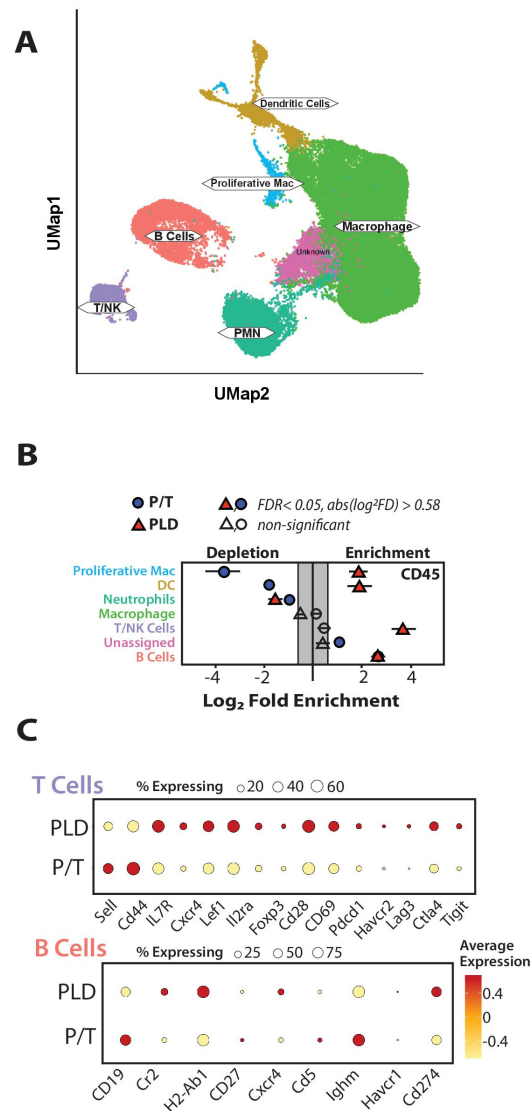 A
UMap1
Dendritic Cells
Proliferative Mac
Macrophage
B Cells
Unknown
T/NK
PMN
UMap2
B
P/T
FDR< 0.05, abs(log²FD) > 0.58
PLD
non-significant
Depletion
Enrichment
Proliferative Mac
CD45
DC
Neutrophils
Macrophage
T/NK Cells
Unassigned
B Cells
-4 -2 0 2 4
Log₂ Fold Enrichment
C
T Cells
% Expressing 20 40 60
PLD
P/T
Sell Cd44 IL7R Cxcr4 Lef1 Il2ra Foxp3 Cd28 CD69 Pdcd1 Havcr2 Lag3 Ctla4 Tigit
B Cells
% Expressing 25 50 75
Average
Expression
PLD
0.4
0
P/T
-0.4
CD19 Cr2 H2-Ab1 CD27 Cxcr4 Cd5 Ighm Havcr1 Cd274